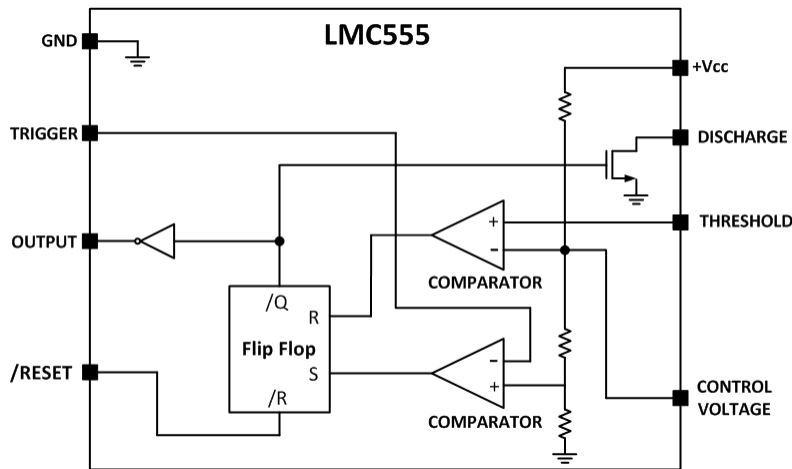 LMC555
GND
+Vcc
TRIGGER
DISCHARGE
THRESHOLD
OUTPUT
+
-
COMPARATOR
/Q
R
Flip Flop
S
/R
-
+
COMPARATOR
/RESET
CONTROL
VOLTAGE